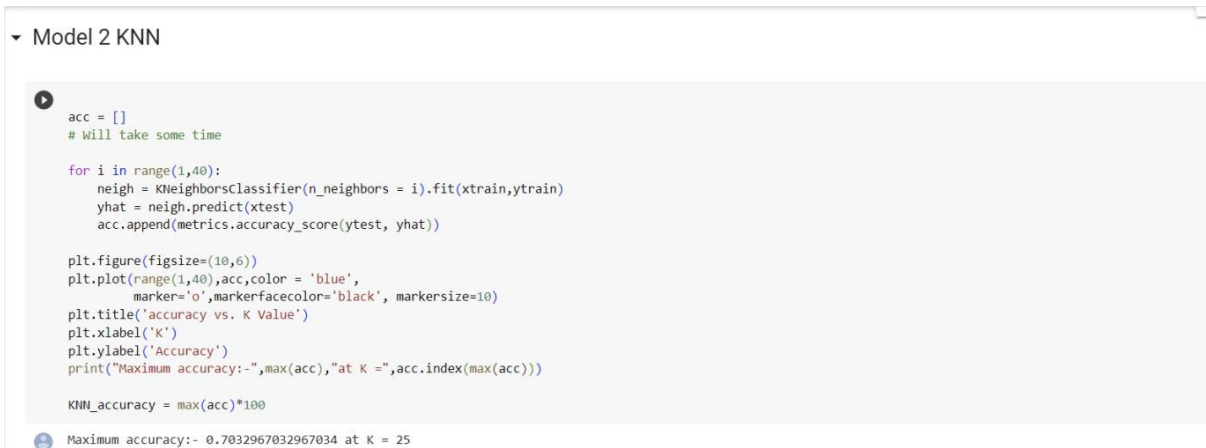 Model 2 KNN
acc = []
# Will take some time
for i in range(1,40):
    neigh = KNeighborsClassifier(n_neighbors = i).fit(xtrain,ytrain)
    yhat = neigh.predict(xtest)
    acc.append(metrics.accuracy_score(ytest, yhat))
plt.figure(figsize=(10,6))
plt.plot(range(1,40),acc,color = 'blue',
         marker='o',markerfacecolor='black', markersize=10)
plt.title('accuracy vs. K Value')
plt.xlabel('K')
plt.ylabel('Accuracy')
print("Maximum accuracy:-",max(acc),"at K =",acc.index(max(acc)))
KNN_accuracy = max(acc)*100
Maximum accuracy:- 0.7032967032967034 at K = 25